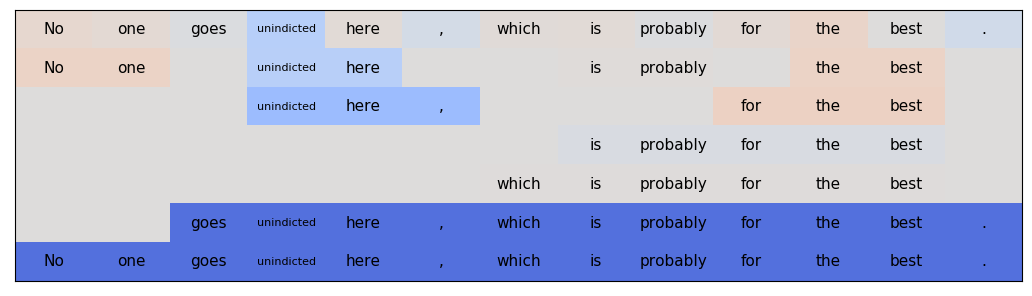 No one goes unindicted here , which is probably for the best .
No one unindicted here is probably the best
unindicted here , for the best
is probably for the best
which is probably for the best
goes unindicted here , which is probably for the best .
No one goes unindicted here , which is probably for the best .